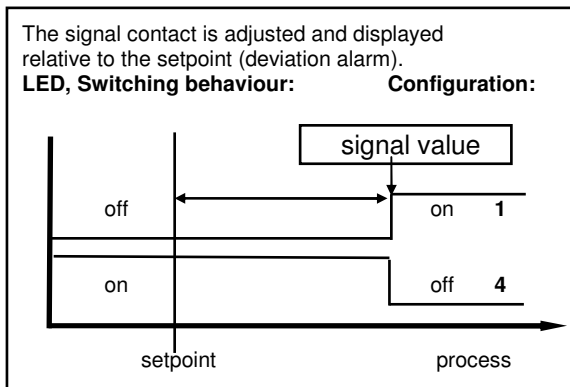 The signal contact is adjusted and displayed
relative to the setpoint (deviation alarm).
LED, Switching behaviour: Configuration:
signal value
off on 1
on off 4
setpoint process